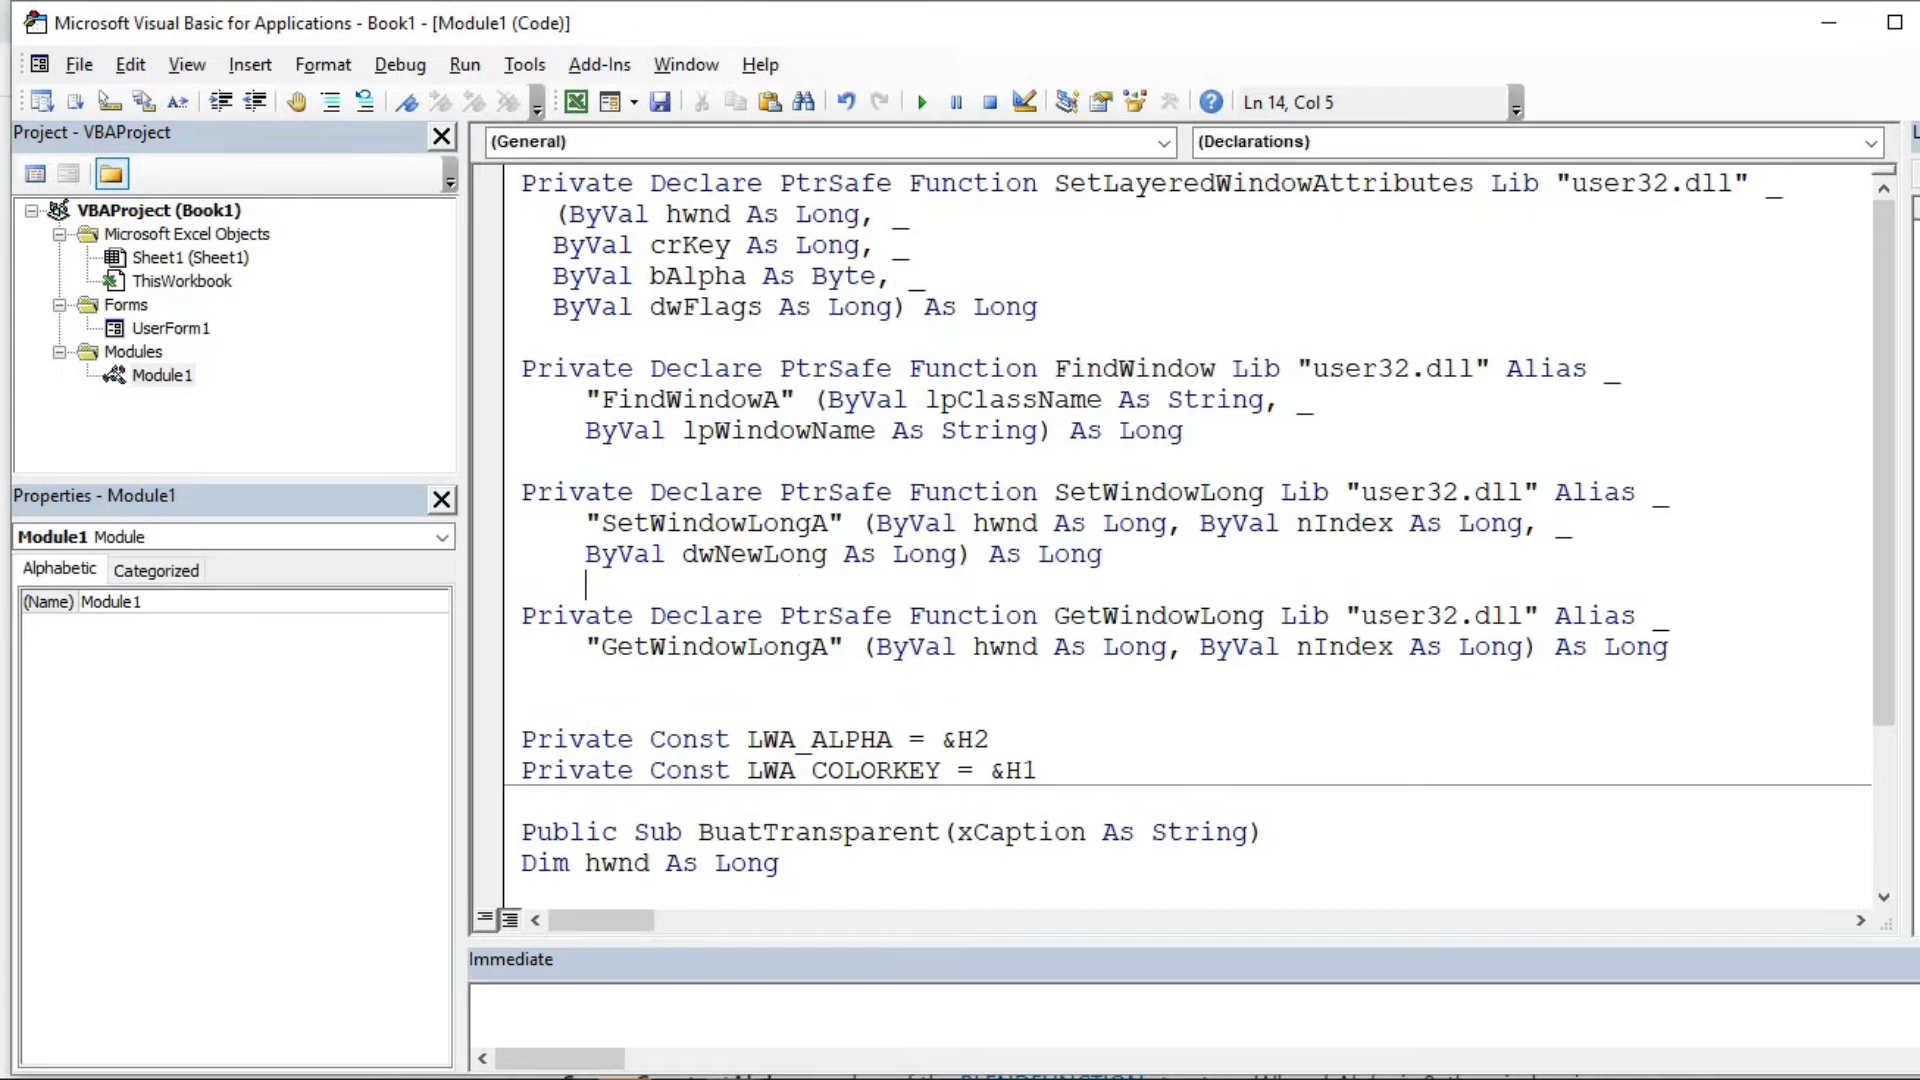 Microsoft Visual Basic for Applications - Book1 - [Module1 (Code)]
File Edit View Insert Format Debug Run Tools Add-Ins Window Help
Ln 14, Col 5
Project - VBAProject
VBAProject (Book1)
Microsoft Excel Objects
Sheet1 (Sheet1)
ThisWorkbook
Forms
UserForm1
Modules
Module1
Properties - Module1
Module1 Module
Alphabetic Categorized
(Name) Module1
(General) (Declarations)
Private Declare PtrSafe Function SetLayeredWindowAttributes Lib "user32.dll" _
(ByVal hwnd As Long, _
ByVal crKey As Long, _
ByVal bAlpha As Byte, _
ByVal dwFlags As Long) As Long
Private Declare PtrSafe Function FindWindow Lib "user32.dll" Alias _
"FindWindowA" (ByVal lpClassName As String, _
ByVal lpWindowName As String) As Long
Private Declare PtrSafe Function SetWindowLong Lib "user32.dll" Alias _
"SetWindowLongA" (ByVal hwnd As Long, ByVal nIndex As Long, _
ByVal dwNewLong As Long) As Long
Private Declare PtrSafe Function GetWindowLong Lib "user32.dll" Alias _
"GetWindowLongA" (ByVal hwnd As Long, ByVal nIndex As Long) As Long
Private Const LWA_ALPHA = &H2
Private Const LWA_COLORKEY = &H1
Public Sub BuatTransparent(xCaption As String)
Dim hwnd As Long
Immediate